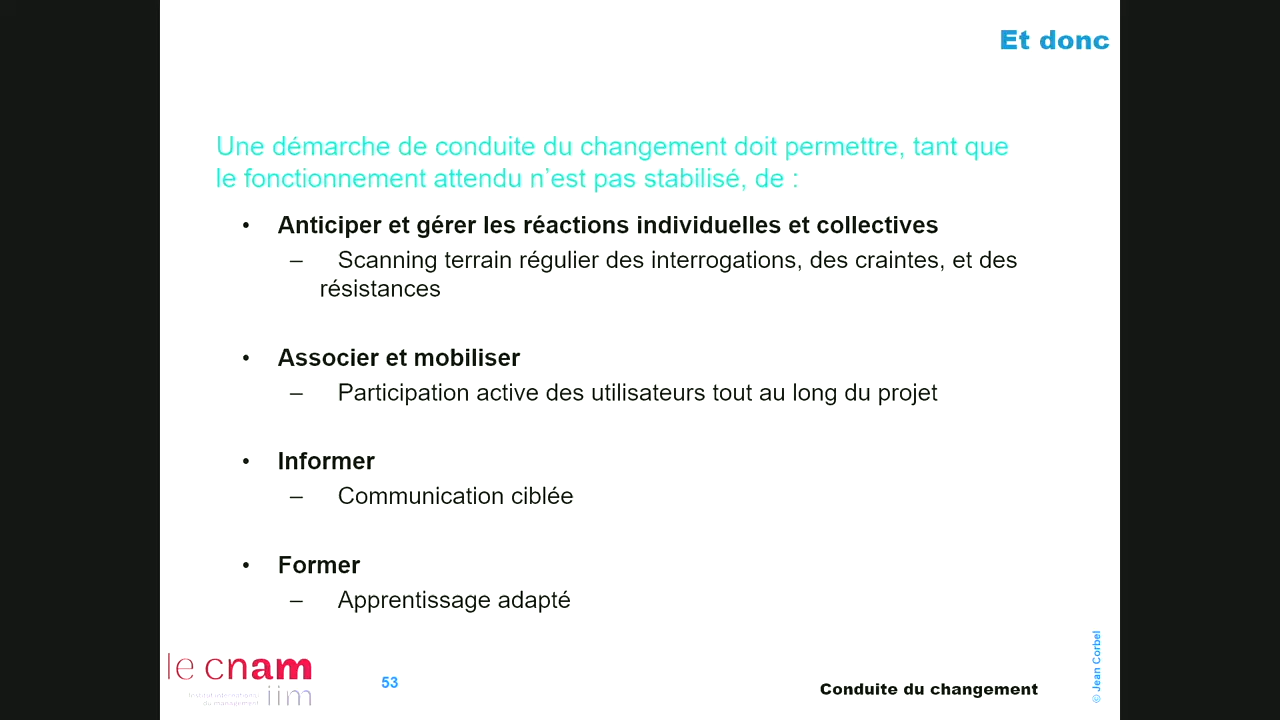 Et donc
Une démarche de conduite du changement doit permettre, tant que
le fonctionnement attendu n’est pas stabilisé, de :
• Anticiper et gérer les réactions individuelles et collectives
– Scanning terrain régulier des interrogations, des craintes, et des
résistances
• Associer et mobiliser
– Participation active des utilisateurs tout au long du projet
• Informer
– Communication ciblée
• Former
– Apprentissage adapté
le cnam
iim
53
Conduite du changement
© Jean Corbel